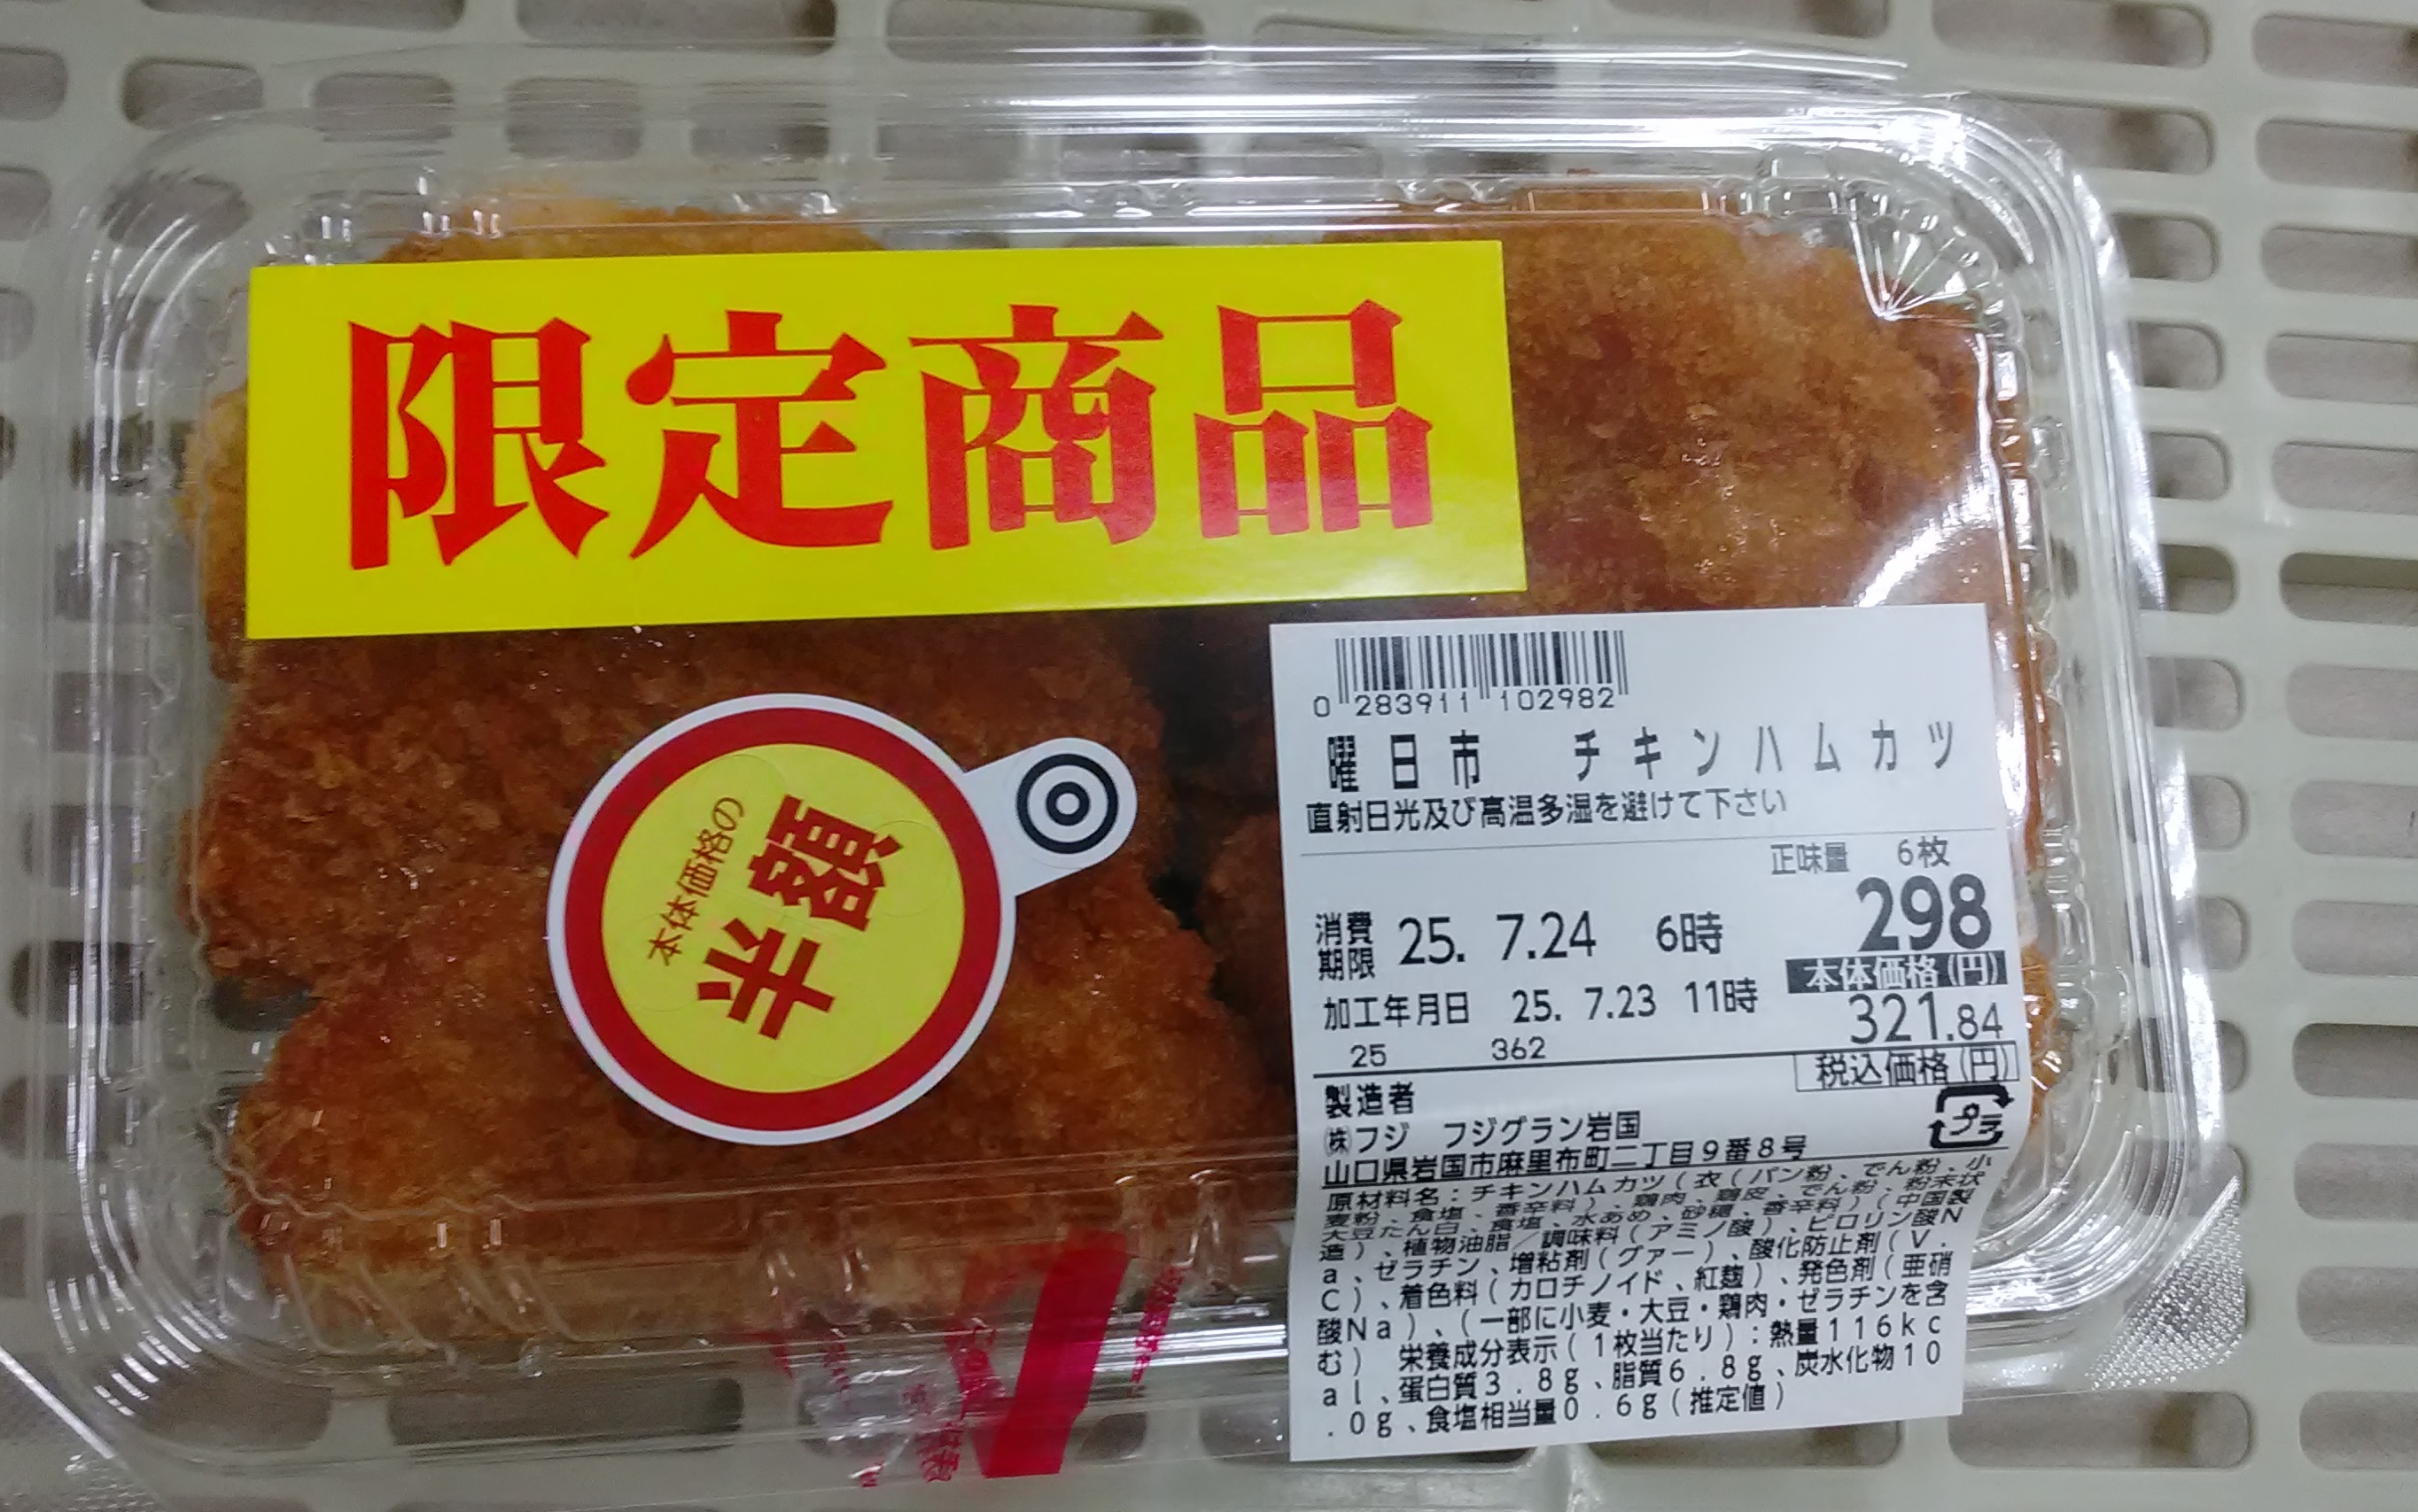 限定商品
本体価格の
半額
0 283911 102982
曜日市 チキンハムカツ
直射日光及び高温多湿を避けて下さい
正味量 6枚
298
本体価格(円)
消費期限 25. 7.24 6時
加工年月日 25. 7.23 11時
321.84
税込価格(円)
25 362
製造者
㈱フジ フジグラン岩国
プラ
山口県岩国市麻里布町二丁目9番8号
原材料名:チキンハムカツ(衣(パン粉、でん粉、小
麦粉、食塩、香辛料)、鶏肉、鶏皮、でん粉、粉末状
大豆たん白、食塩、水あめ、砂糖、香辛料)(中国製
造)、植物油脂/調味料(アミノ酸)、ピロリン酸N
a、ゼラチン、増粘剤(グァー)、酸化防止剤(V.
C)、着色料(カロチノイド、紅麹)、発色剤(亜硝
酸Na)、(一部に小麦・大豆・鶏肉・ゼラチンを含
む) 栄養成分表示(1枚当たり):熱量116kc
al、蛋白質3.8g、脂質6.8g、炭水化物10
.0g、食塩相当量0.6g(推定値)